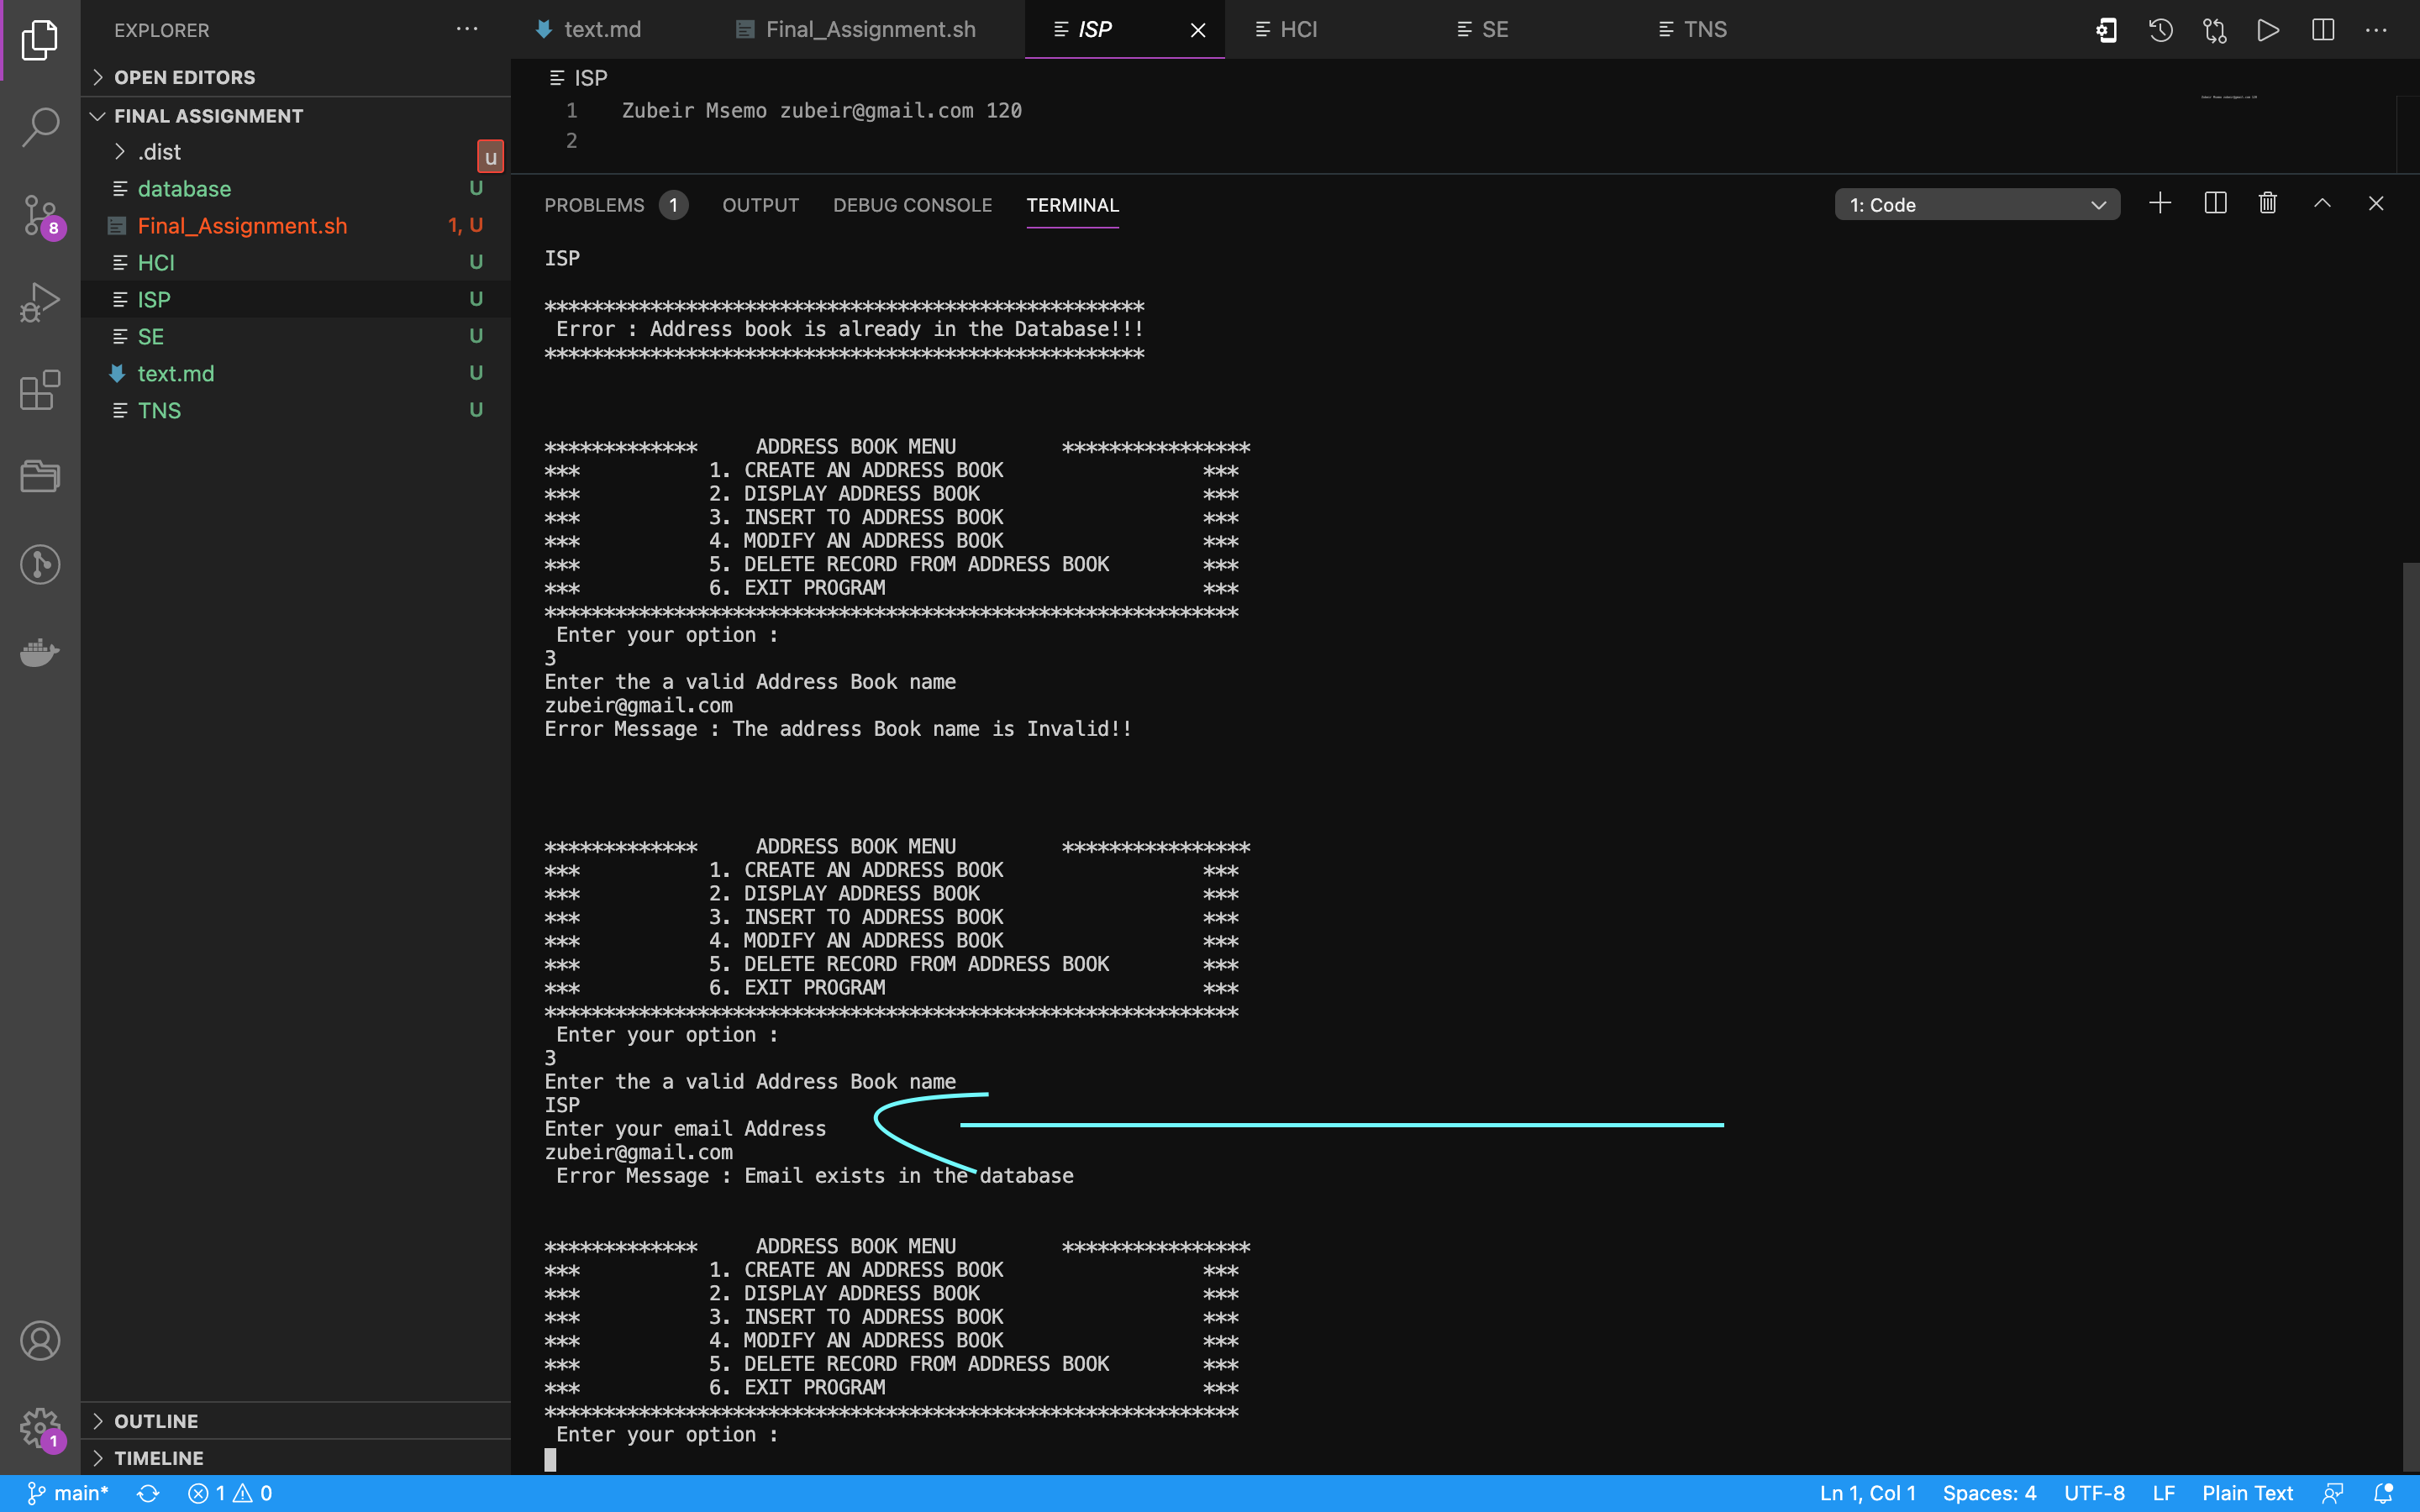 EXPLORER
text.md
Final_Assignment.sh
ISP
HCI
SE
TNS
OPEN EDITORS
FINAL ASSIGNMENT
.dist
u
database U
Final_Assignment.sh 1, U
HCI U
ISP U
SE U
text.md U
TNS U
8
OUTLINE
TIMELINE
1
ISP
1 Zubeir Msemo zubeir@gmail.com 120
2
PROBLEMS 1 OUTPUT DEBUG CONSOLE TERMINAL 1: Code
ISP
***************************************************
Error : Address book is already in the Database!!!
***************************************************
************* ADDRESS BOOK MENU ****************
*** 1. CREATE AN ADDRESS BOOK ***
*** 2. DISPLAY ADDRESS BOOK ***
*** 3. INSERT TO ADDRESS BOOK ***
*** 4. MODIFY AN ADDRESS BOOK ***
*** 5. DELETE RECORD FROM ADDRESS BOOK ***
*** 6. EXIT PROGRAM ***
***********************************************************
Enter your option :
3
Enter the a valid Address Book name
zubeir@gmail.com
Error Message : The address Book name is Invalid!!
************* ADDRESS BOOK MENU ****************
*** 1. CREATE AN ADDRESS BOOK ***
*** 2. DISPLAY ADDRESS BOOK ***
*** 3. INSERT TO ADDRESS BOOK ***
*** 4. MODIFY AN ADDRESS BOOK ***
*** 5. DELETE RECORD FROM ADDRESS BOOK ***
*** 6. EXIT PROGRAM ***
***********************************************************
Enter your option :
3
Enter the a valid Address Book name
ISP
Enter your email Address
zubeir@gmail.com
Error Message : Email exists in the database
************* ADDRESS BOOK MENU ****************
*** 1. CREATE AN ADDRESS BOOK ***
*** 2. DISPLAY ADDRESS BOOK ***
*** 3. INSERT TO ADDRESS BOOK ***
*** 4. MODIFY AN ADDRESS BOOK ***
*** 5. DELETE RECORD FROM ADDRESS BOOK ***
*** 6. EXIT PROGRAM ***
***********************************************************
Enter your option :
main* 1 0 Ln 1, Col 1 Spaces: 4 UTF-8 LF Plain Text